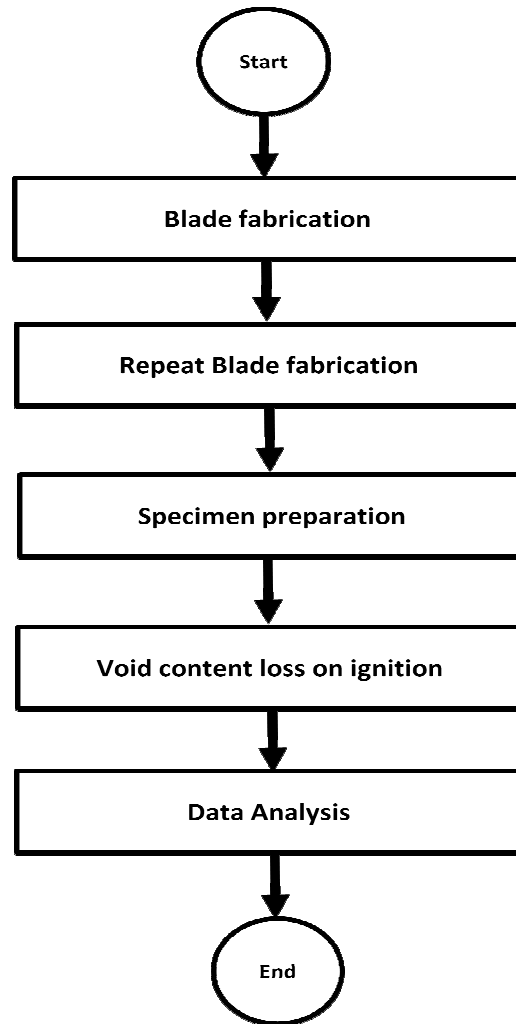 Start
Blade fabrication
Repeat Blade fabrication
Specimen preparation
Void content loss on ignition
Data Analysis
End